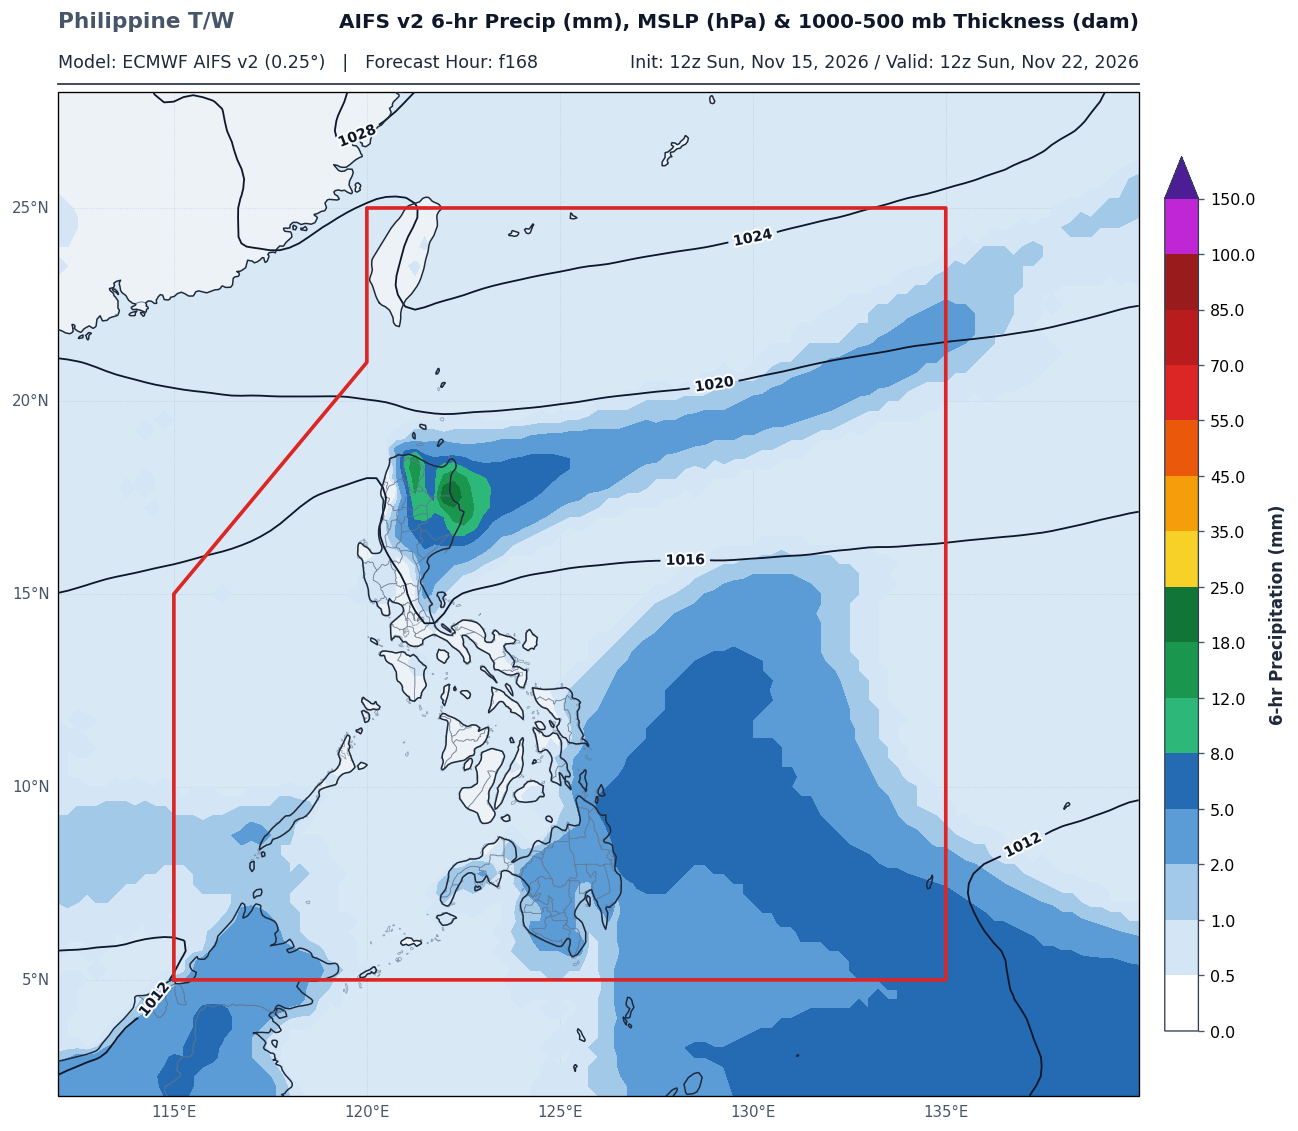 Philippine T/W
AIFS v2 6-hr Precip (mm), MSLP (hPa) & 1000-500 mb Thickness (dam)
Model: ECMWF AIFS v2 (0.25°) | Forecast Hour: f168
Init: 12z Sun, Nov 15, 2026 / Valid: 12z Sun, Nov 22, 2026
1028
1024
1020
1016
1012
1012
25°N
20°N
15°N
10°N
5°N
115°E
120°E
125°E
130°E
135°E
150.0
100.0
85.0
70.0
55.0
45.0
35.0
25.0
18.0
12.0
8.0
5.0
2.0
1.0
0.5
0.0
6-hr Precipitation (mm)